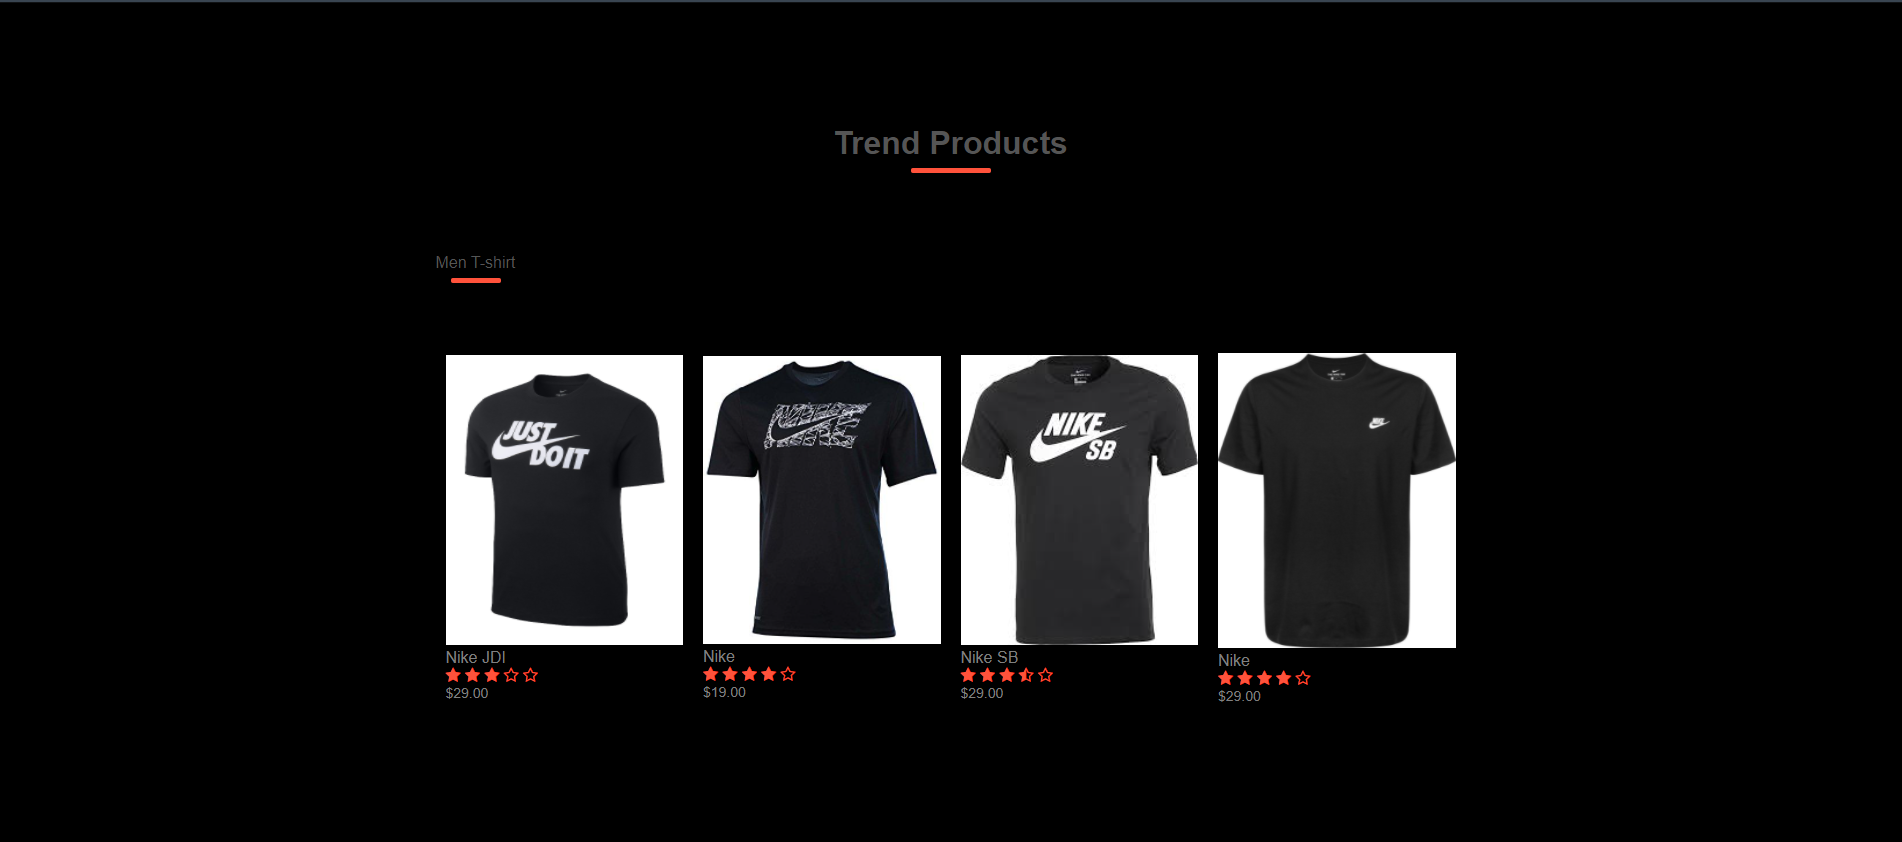 Trend Products
Men T-shirt
JUST
DO IT
NIKE
NIKE
SB
Nike JDI
$29.00
Nike
$19.00
Nike SB
$29.00
Nike
$29.00